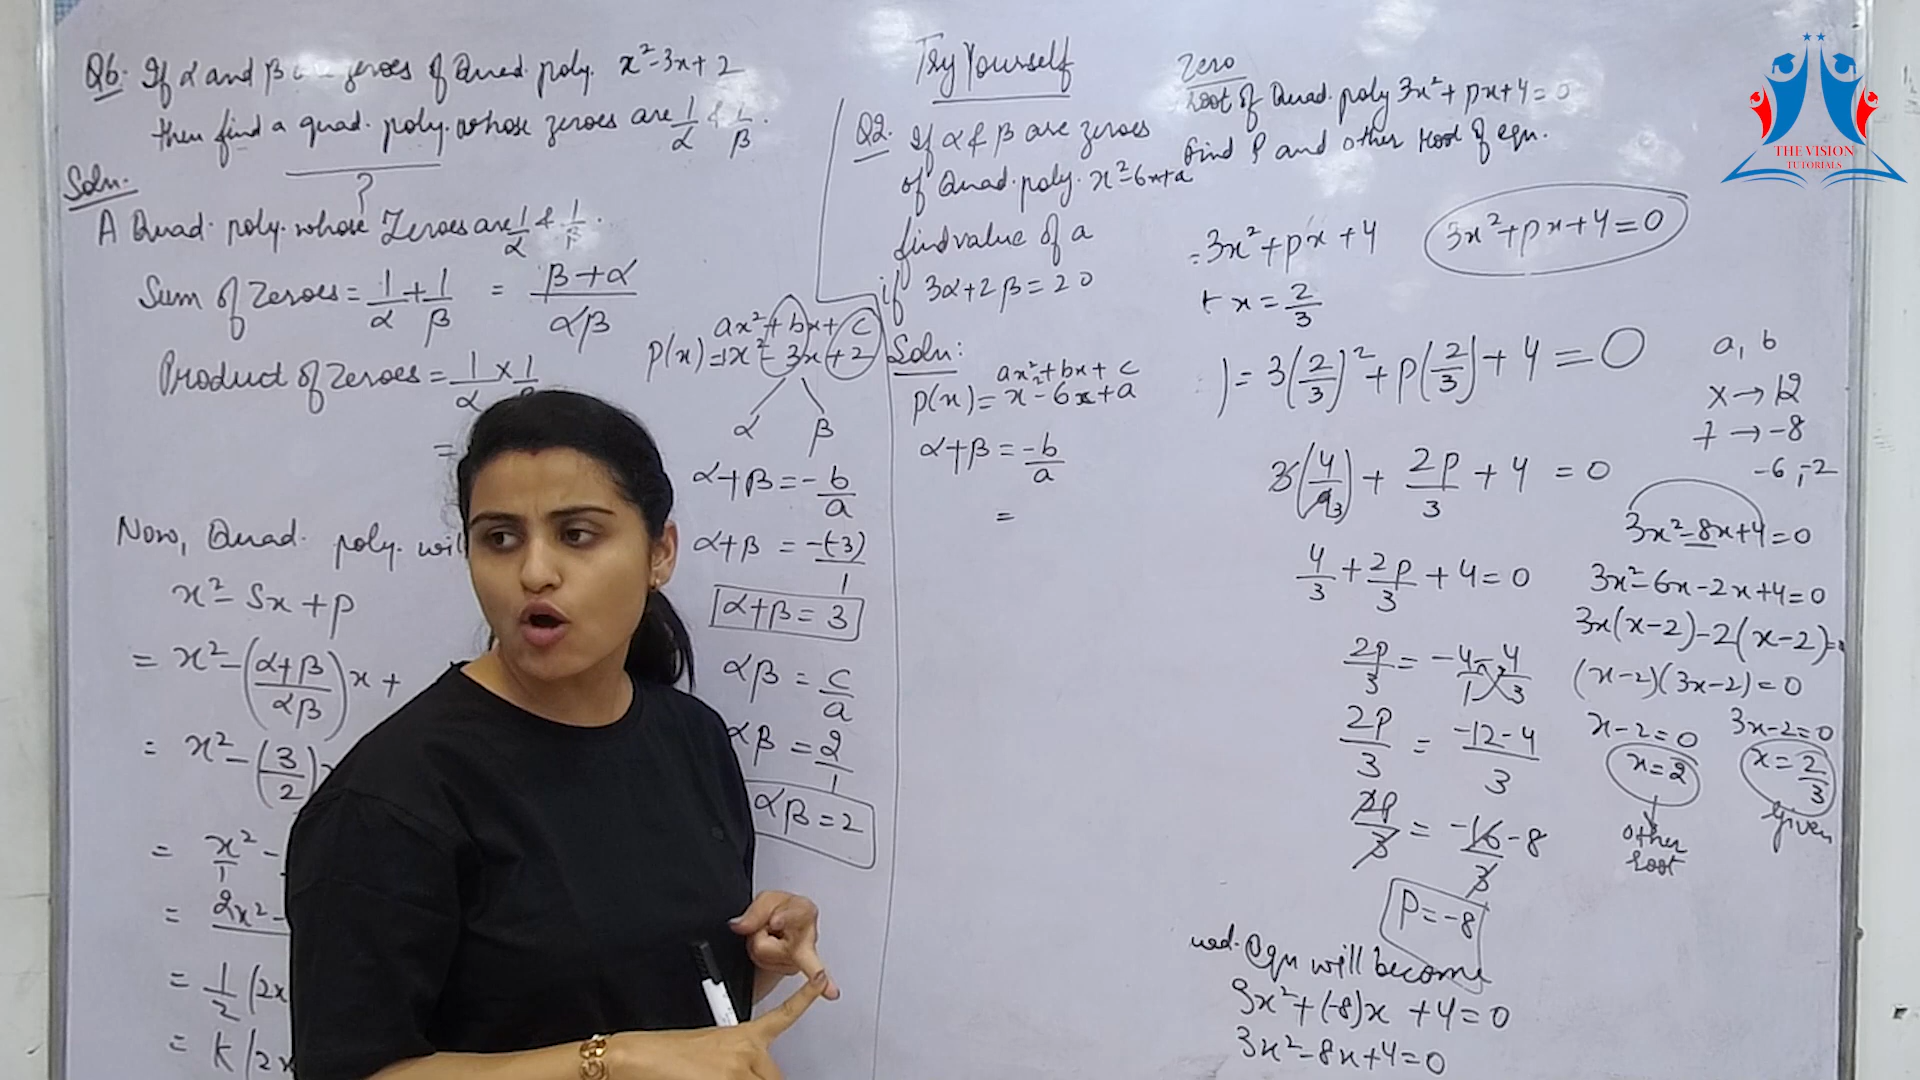 Q6. If α and β are zeroes of Quad. poly. x²-3x+2
then find a quad. poly. whose zeroes are 1/α & 1/β.
?
Soln.
A Quad. poly. whose Zeroes are 1/α & 1/β.
Sum of Zeroes = 1/α + 1/β = β+α/αβ
Product of Zeroes = 1/α × 1/β
=
Now, Quad. poly. wil
x²-Sx+p
= x²-(α+β/αβ)x+
= x²-(3/2)x
= x²/1 -
= 2x²-
= 1/2 (2x
= K (2x
ax²+bx+c
p(x)=1x²-3x+2
α β
α+β=-b/a
α+β=-(-3)/1
α+β=3
αβ=c/a
αβ=2/1
αβ=2
Try Yourself
Q2. If α & β are zeroes
of Quad. poly. x²-6x+a
find value of a
if 3α+2β=20
Soln:
ax²+bx+c
p(x)=x²-6x+a
α+β=-b/a
=
Zero
root of Quad. poly 3x²+px+4=0
find P and other root of eqn.
=3x²+px+4 3x²+px+4=0
x=2/3
)=3(2/3)²+p(2/3)+4=0
3(4/9)+2p/3+4=0
4/3+2p/3+4=0
2p/3=-4/1-4/3
2p/3=-12-4/3
2p/3=-16/3 -8
P=-8
Eqn will become
3x²+(-8)x+4=0
3x²-8x+4=0
a, b
x→12
+→-8
-6,-2
3x²-8x+4=0
3x²-6x-2x+4=0
3x(x-2)-2(x-2)=
(x-2)(3x-2)=0
x-2=0 3x-2=0
x=2 x=2/3
other root given
THE VISION
TUTORIALS